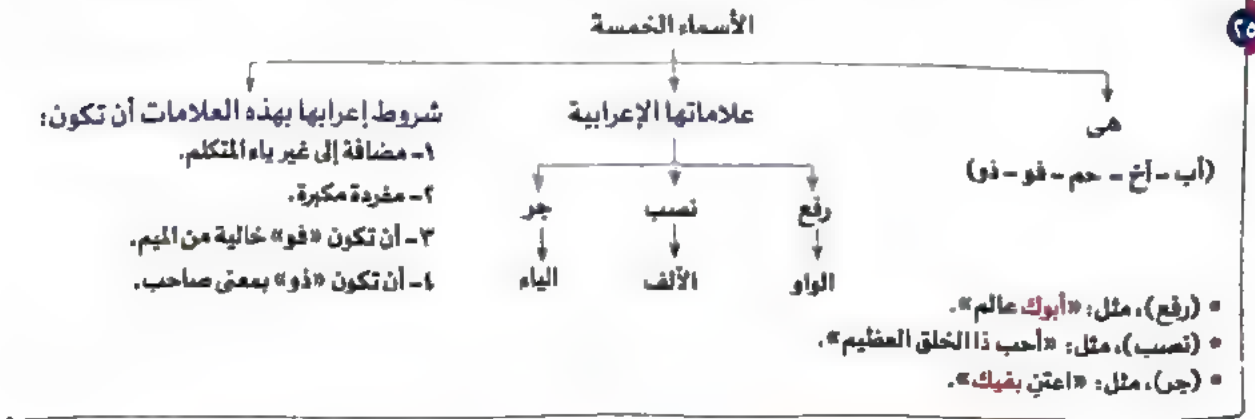 ٢٥
الأسماء الخمسة
هى
(أب - أخ - حم - فو - ذو)
علاماتها الإعرابية
رفع
الواو
نصب
الألف
جر
الياء
شروط إعرابها بهذه العلامات أن تكون:
١- مضافة إلى غير ياء المتكلم.
٢- مفردة مكبرة.
٣- أن تكون «فو» خالية من الميم.
٤- أن تكون «ذو» بمعنى صاحب.
• (رفع)، مثل: «أبوك عالم».
• (نصب)، مثل: «أحب ذا الخلق العظيم».
• (جر)، مثل: «اعتنِ بفيك».